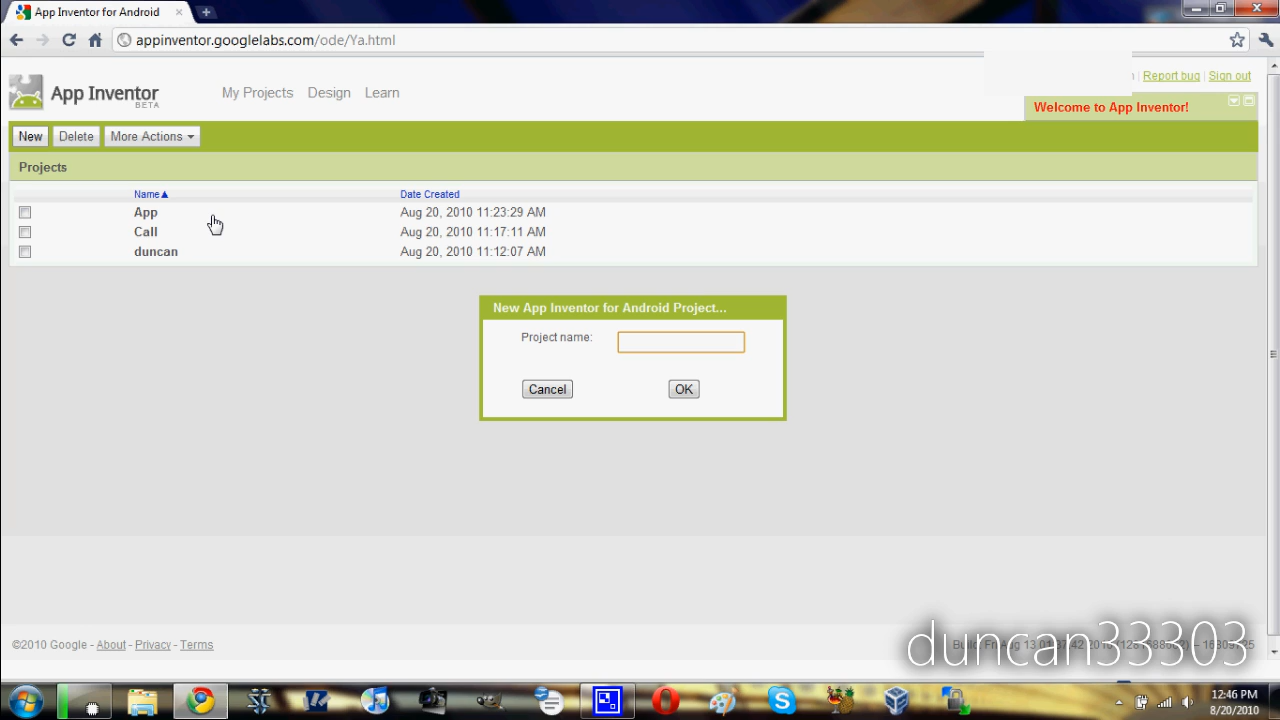 App Inventor for Android
appinventor.googlelabs.com/ode/Ya.html
Report bug | Sign out
App Inventor
BETA
My Projects Design Learn
Welcome to App Inventor!
New Delete More Actions
Projects
Name Date Created
App Aug 20, 2010 11:23:29 AM
Call Aug 20, 2010 11:17:11 AM
duncan Aug 20, 2010 11:12:07 AM
New App Inventor for Android Project...
Project name:
Cancel OK
©2010 Google - About - Privacy - Terms
duncan33303
12:46 PM
8/20/2010